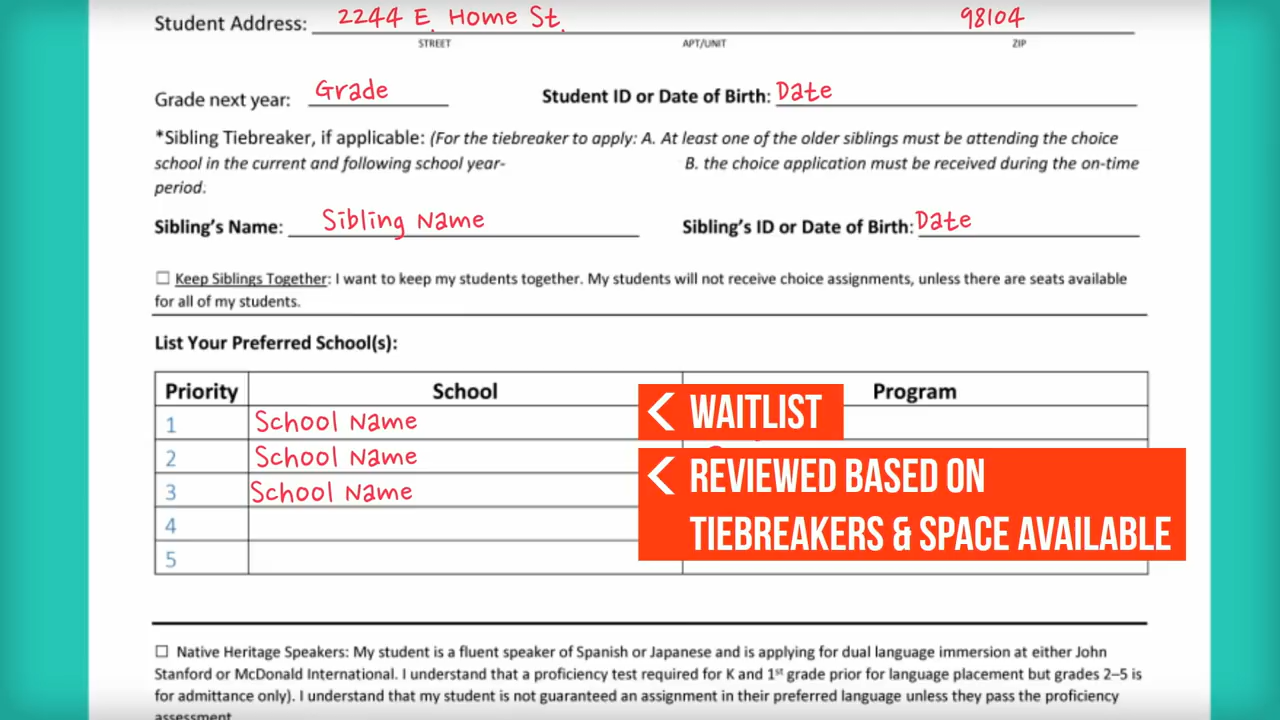 Student Address: 2244 E. Home St. 98104
STREET APT/UNIT ZIP
Grade next year: Grade Student ID or Date of Birth: Date
*Sibling Tiebreaker, if applicable: (For the tiebreaker to apply: A. At least one of the older siblings must be attending the choice
school in the current and following school year- B. the choice application must be received during the on-time
period.
Sibling's Name: Sibling Name Sibling's ID or Date of Birth: Date
☐ Keep Siblings Together: I want to keep my students together. My students will not receive choice assignments, unless there are seats available
for all of my students.
List Your Preferred School(s):
Priority School Program
1 School Name
WAITLIST
2 School Name
3 School Name
REVIEWED BASED ON
TIEBREAKERS & SPACE AVAILABLE
4
5
☐ Native Heritage Speakers: My student is a fluent speaker of Spanish or Japanese and is applying for dual language immersion at either John
Stanford or McDonald International. I understand that a proficiency test required for K and 1st grade prior for language placement but grades 2–5 is
for admittance only). I understand that my student is not guaranteed an assignment in their preferred language unless they pass the proficiency
assessment.